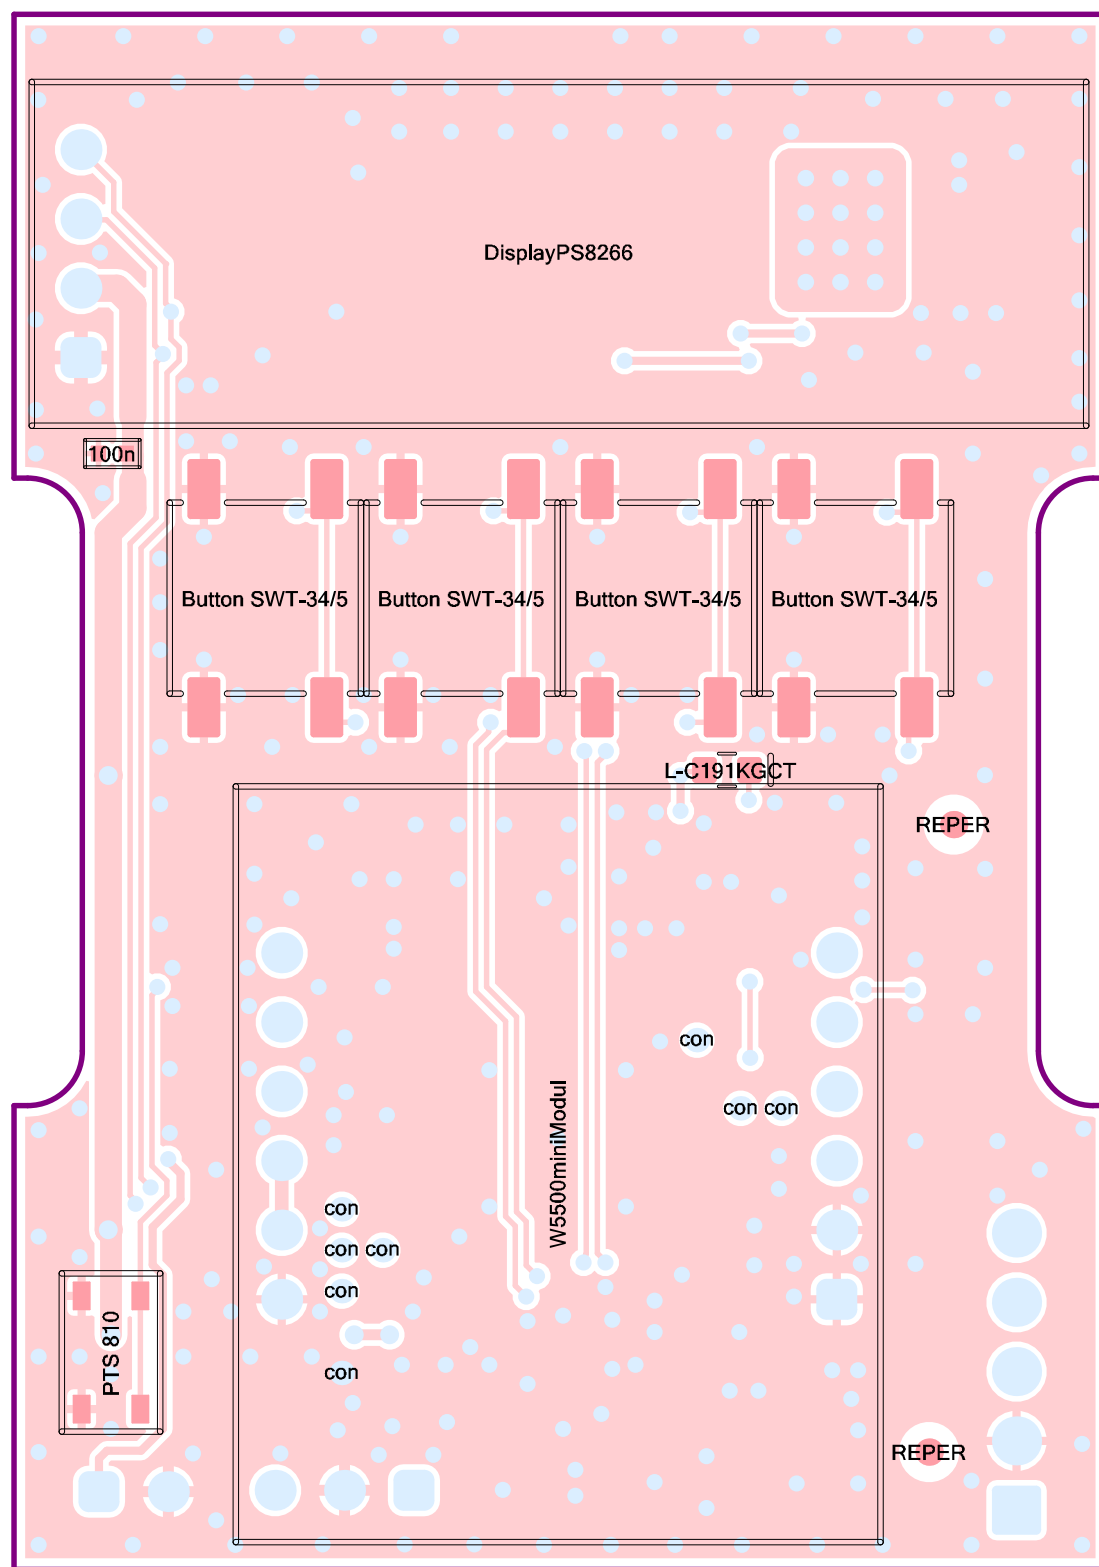 DisplayPS8266
100n
Button SWT-34/5
Button SWT-34/5
Button SWT-34/5
Button SWT-34/5
L-C191KGCT
REPER
con
con
con
W5500miniModul
con
con
con
con
PTS 810
con
REPER